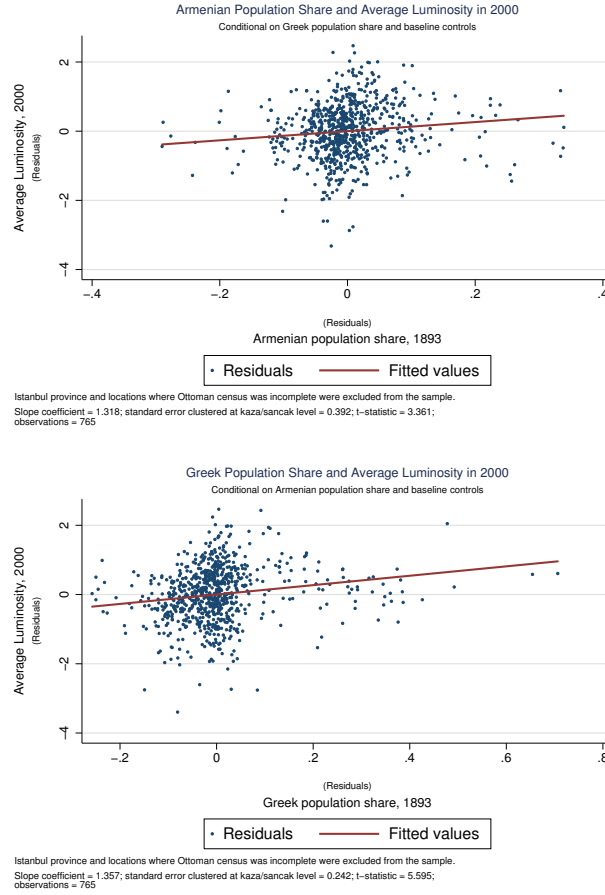 Armenian Population Share and Average Luminosity in 2000
Conditional on Greek population share and baseline controls
Average Luminosity, 2000
(Residuals)
2
0
−2
−4
−.4
−.2
0
.2
.4
(Residuals)
Armenian population share, 1893
Residuals
Fitted values
Istanbul province and locations where Ottoman census was incomplete were excluded from the sample.
Slope coefficient = 1.318; standard error clustered at kaza/sancak level = 0.392; t−statistic = 3.361;
observations = 765
Greek Population Share and Average Luminosity in 2000
Conditional on Armenian population share and baseline controls
Average Luminosity, 2000
(Residuals)
2
0
−2
−4
−.2
0
.2
.4
.6
.8
(Residuals)
Greek population share, 1893
Residuals
Fitted values
Istanbul province and locations where Ottoman census was incomplete were excluded from the sample.
Slope coefficient = 1.357; standard error clustered at kaza/sancak level = 0.242; t−statistic = 5.595;
observations = 765